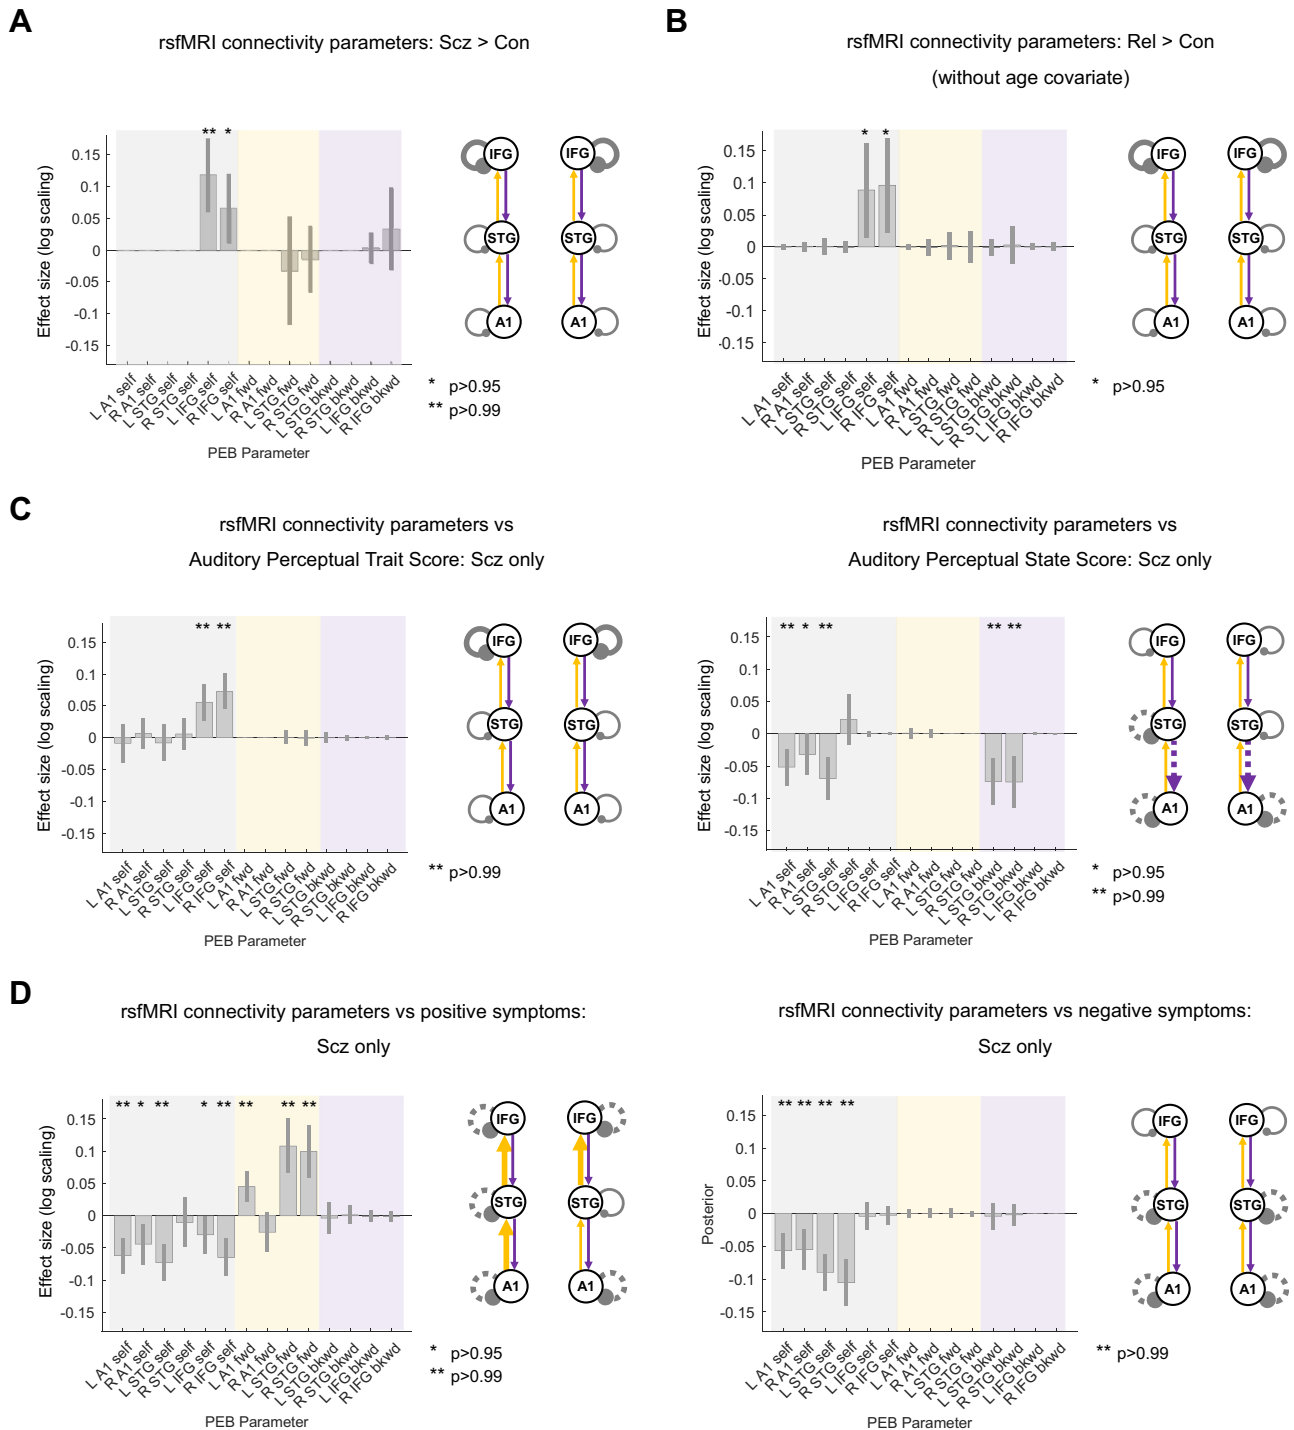 A
rsfMRI connectivity parameters: Scz > Con
Effect size (log scaling)
0.15
0.1
0.05
0
-0.05
-0.1
-0.15
** *
L A1 self
R A1 self
L STG self
R STG self
L IFG self
R IFG self
L A1 fwd
R A1 fwd
L STG fwd
R STG fwd
L STG bkwd
R STG bkwd
L IFG bkwd
R IFG bkwd
PEB Parameter
IFG IFG
STG STG
A1 A1
* p>0.95
** p>0.99
B
rsfMRI connectivity parameters: Rel > Con
(without age covariate)
Effect size (log scaling)
0.15
0.1
0.05
0
-0.05
-0.1
-0.15
* *
L A1 self
R A1 self
L STG self
R STG self
L IFG self
R IFG self
L A1 fwd
R A1 fwd
L STG fwd
R STG fwd
L STG bkwd
R STG bkwd
L IFG bkwd
R IFG bkwd
PEB Parameter
IFG IFG
STG STG
A1 A1
* p>0.95
C
rsfMRI connectivity parameters vs
Auditory Perceptual Trait Score: Scz only
Effect size (log scaling)
0.15
0.1
0.05
0
-0.05
-0.1
-0.15
** **
L A1 self
R A1 self
L STG self
R STG self
L IFG self
R IFG self
L A1 fwd
R A1 fwd
L STG fwd
R STG fwd
L STG bkwd
R STG bkwd
L IFG bkwd
R IFG bkwd
PEB Parameter
IFG IFG
STG STG
A1 A1
** p>0.99
rsfMRI connectivity parameters vs
Auditory Perceptual State Score: Scz only
Effect size (log scaling)
0.15
0.1
0.05
0
-0.05
-0.1
-0.15
** * ** ** **
L A1 self
R A1 self
L STG self
R STG self
L IFG self
R IFG self
L A1 fwd
R A1 fwd
L STG fwd
R STG fwd
L STG bkwd
R STG bkwd
L IFG bkwd
R IFG bkwd
PEB Parameter
IFG IFG
STG STG
A1 A1
* p>0.95
** p>0.99
D
rsfMRI connectivity parameters vs positive symptoms:
Scz only
Effect size (log scaling)
0.15
0.1
0.05
0
-0.05
-0.1
-0.15
** * ** * ** ** ** **
L A1 self
R A1 self
L STG self
R STG self
L IFG self
R IFG self
L A1 fwd
R A1 fwd
L STG fwd
R STG fwd
L STG bkwd
R STG bkwd
L IFG bkwd
R IFG bkwd
PEB Parameter
IFG IFG
STG STG
A1 A1
* p>0.95
** p>0.99
rsfMRI connectivity parameters vs negative symptoms:
Scz only
Posterior
0.15
0.1
0.05
0
-0.05
-0.1
-0.15
** ** ** **
L A1 self
R A1 self
L STG self
R STG self
L IFG self
R IFG self
L A1 fwd
R A1 fwd
L STG fwd
R STG fwd
L STG bkwd
R STG bkwd
L IFG bkwd
R IFG bkwd
PEB Parameter
IFG IFG
STG STG
A1 A1
** p>0.99